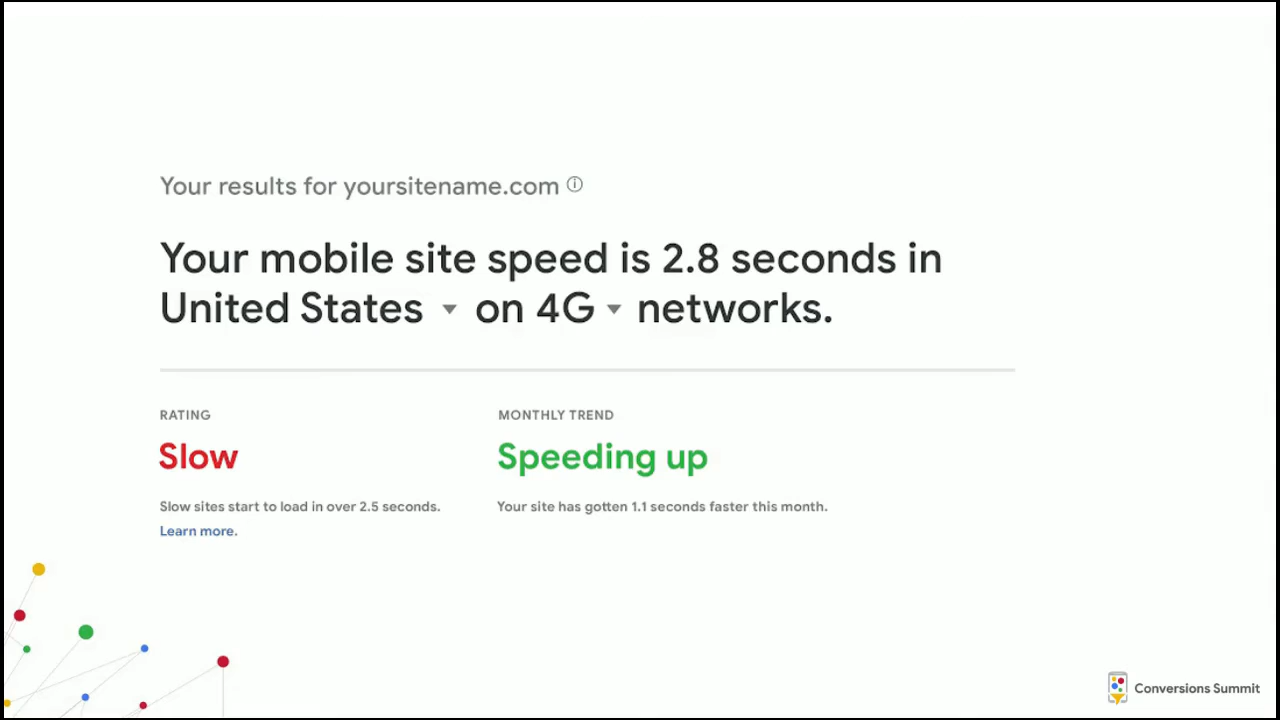 Your results for yoursitename.com ⓘ
Your mobile site speed is 2.8 seconds in
United States ▾ on 4G ▾ networks.
RATING
Slow
Slow sites start to load in over 2.5 seconds.
Learn more.
MONTHLY TREND
Speeding up
Your site has gotten 1.1 seconds faster this month.
Conversions Summit